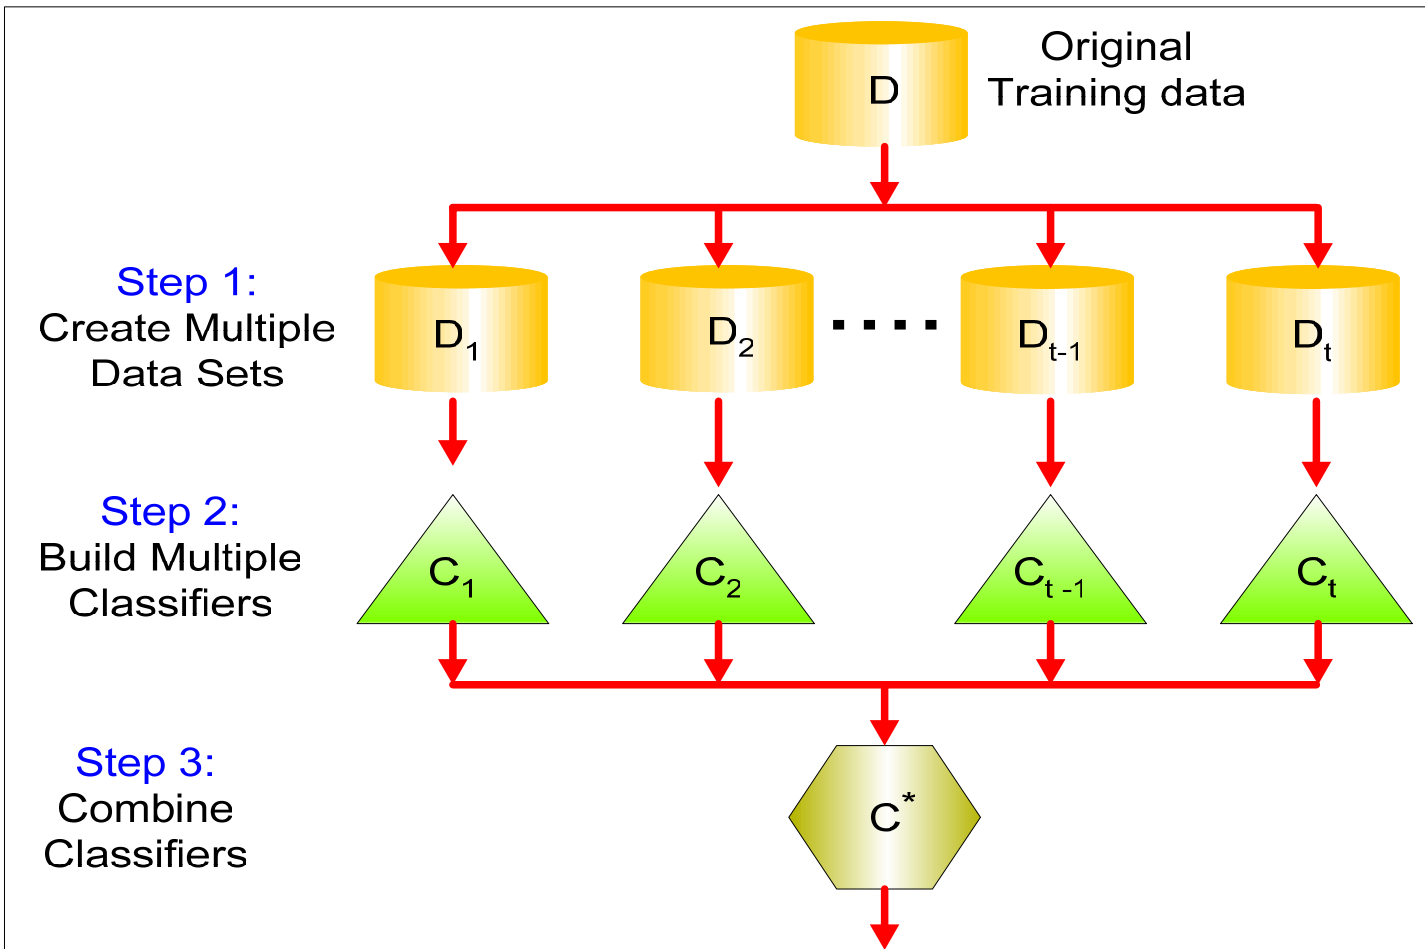 D
Original
Training data
Step 1:
Create Multiple
Data Sets
D1
D2
....
Dt-1
Dt
Step 2:
Build Multiple
Classifiers
C1
C2
Ct -1
Ct
Step 3:
Combine
Classifiers
C*